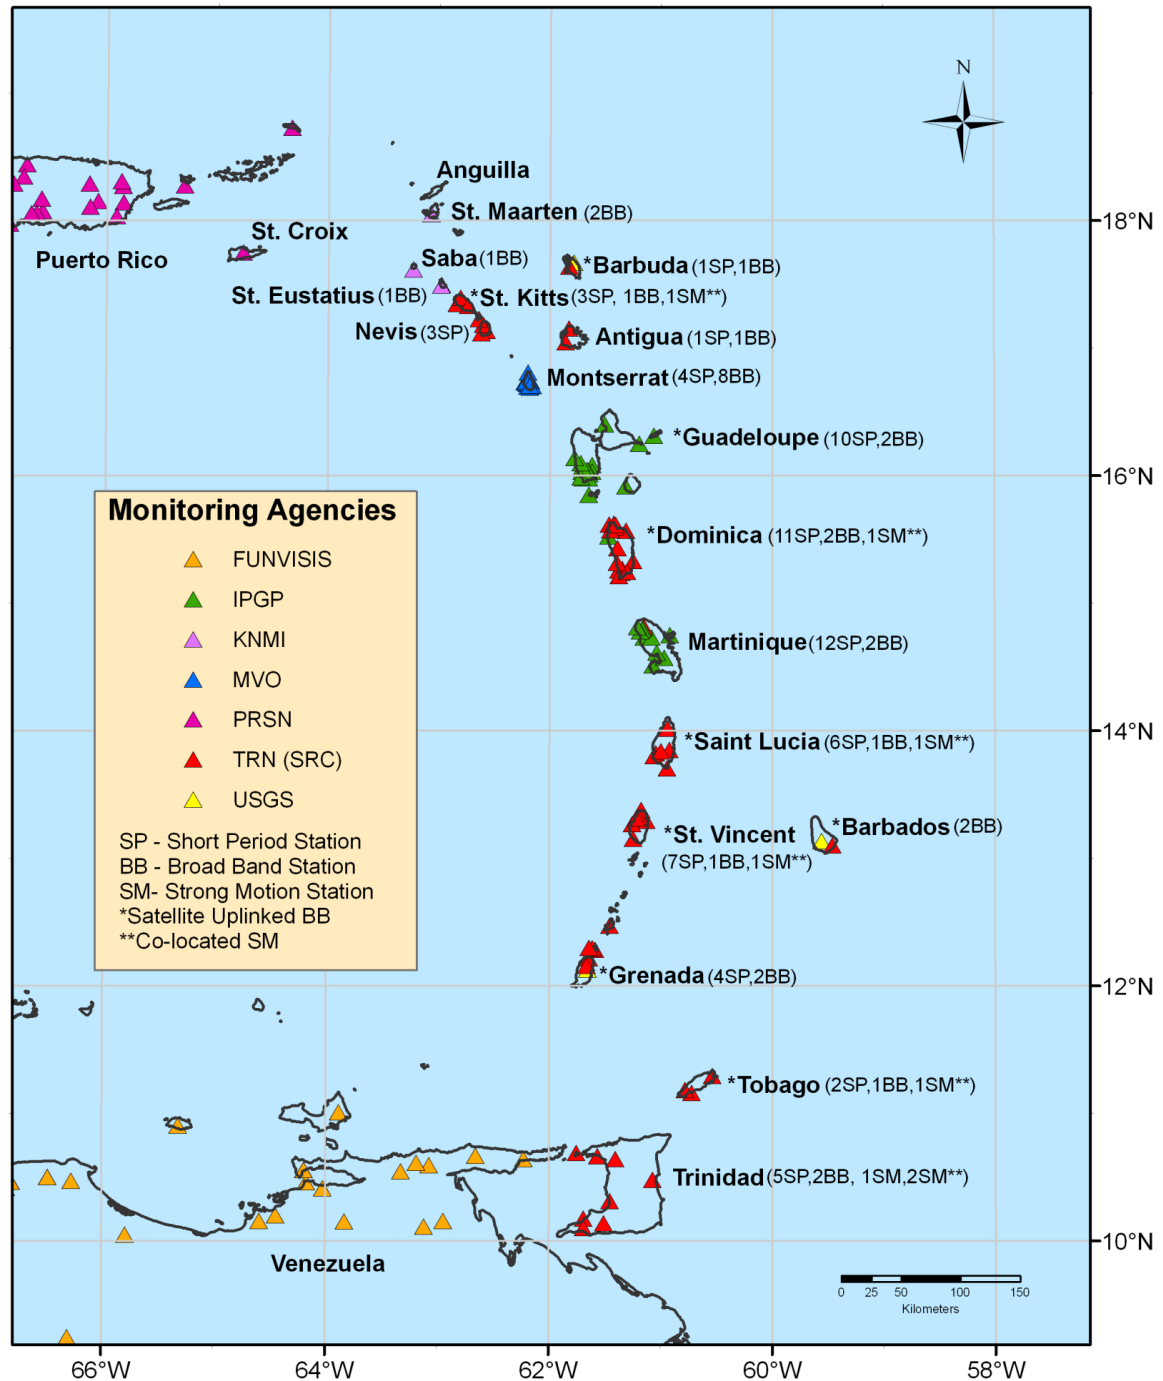 N
Anguilla
St. Maarten (2BB)
18°N
St. Croix
Puerto Rico
Saba(1BB)
*Barbuda (1SP,1BB)
St. Eustatius (1BB)
*St. Kitts(3SP, 1BB,1SM**)
Nevis(3SP)
Antigua (1SP,1BB)
Montserrat(4SP,8BB)
*Guadeloupe (10SP,2BB)
16°N
Monitoring Agencies
FUNVISIS
IPGP
KNMI
MVO
PRSN
TRN (SRC)
USGS
SP - Short Period Station
BB - Broad Band Station
SM- Strong Motion Station
*Satellite Uplinked BB
**Co-located SM
*Dominica (11SP,2BB,1SM**)
Martinique(12SP,2BB)
14°N
*Saint Lucia (6SP,1BB,1SM**)
*St. Vincent
(7SP,1BB,1SM**)
*Barbados (2BB)
*Grenada (4SP,2BB)
12°N
*Tobago (2SP,1BB,1SM**)
Trinidad(5SP,2BB, 1SM,2SM**)
10°N
Venezuela
0 25 50 100 150
Kilometers
66°W 64°W 62°W 60°W 58°W